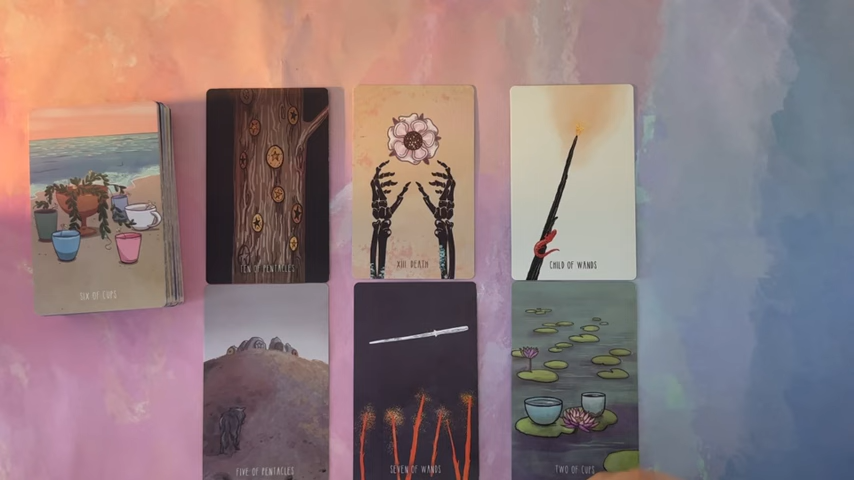 SIX OF CUPS
TEN OF PENTACLES
XIII DEATH
CHILD OF WANDS
FIVE OF PENTACLES
SEVEN OF WANDS
TWO OF CUPS